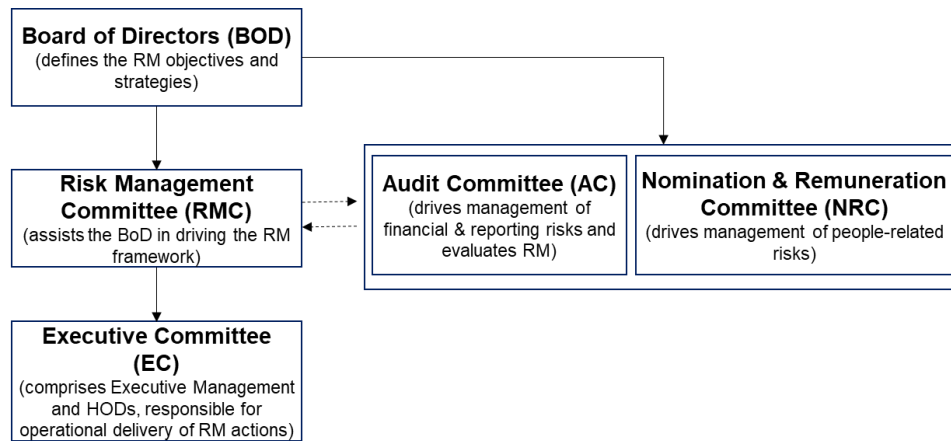 Board of Directors (BOD)
(defines the RM objectives and
strategies)
Risk Management
Committee (RMC)
(assists the BoD in driving the RM
framework)
Audit Committee (AC)
(drives management of
financial & reporting risks and
evaluates RM)
Nomination & Remuneration
Committee (NRC)
(drives management of people-related
risks)
Executive Committee
(EC)
(comprises Executive Management
and HODs, responsible for
operational delivery of RM actions)